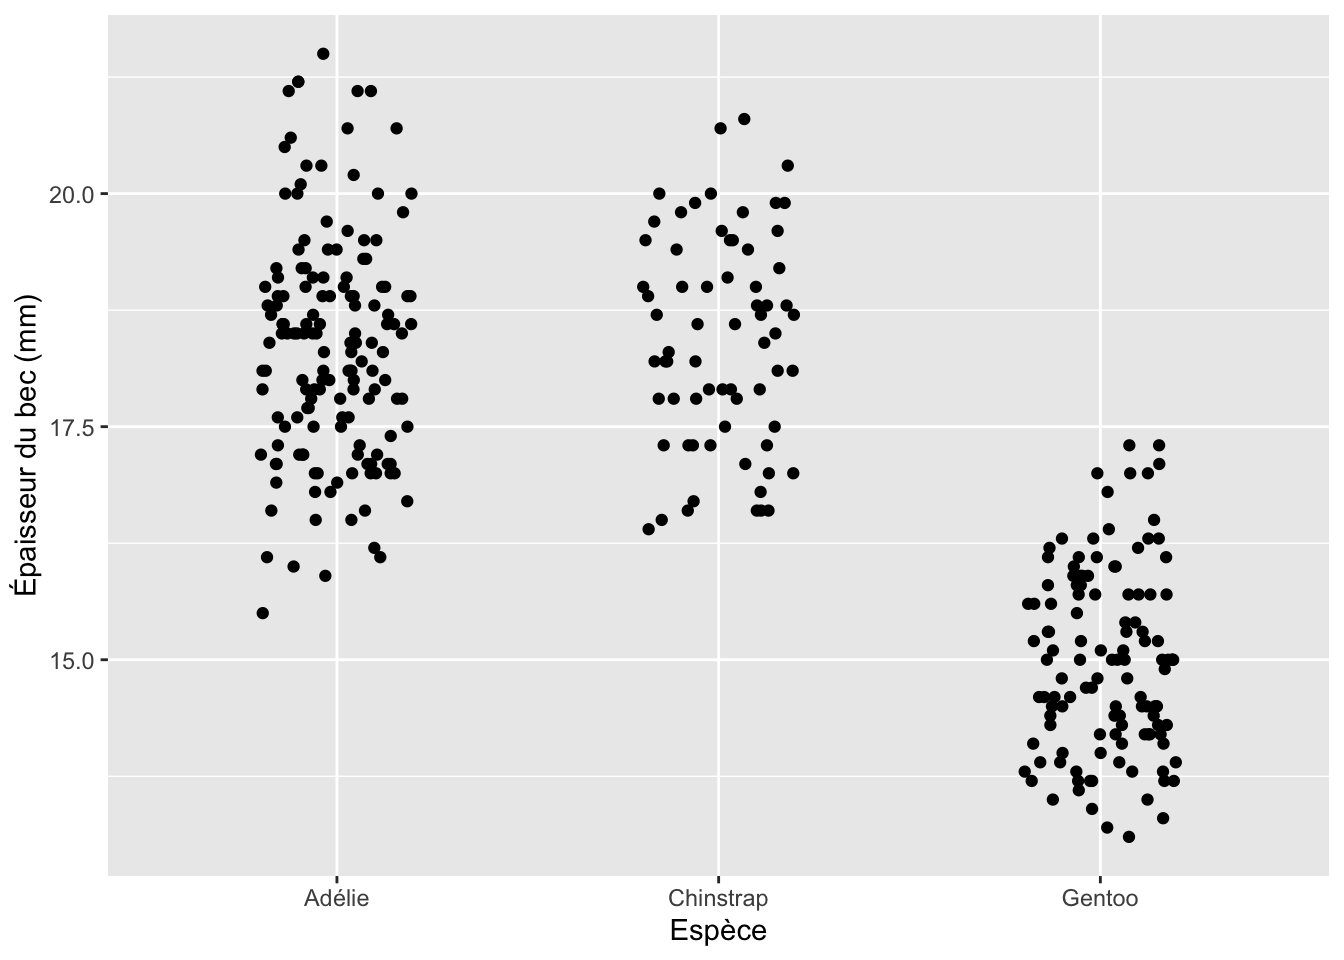 Épaisseur du bec (mm)
20.0
17.5
15.0
Adélie Chinstrap Gentoo
Espèce